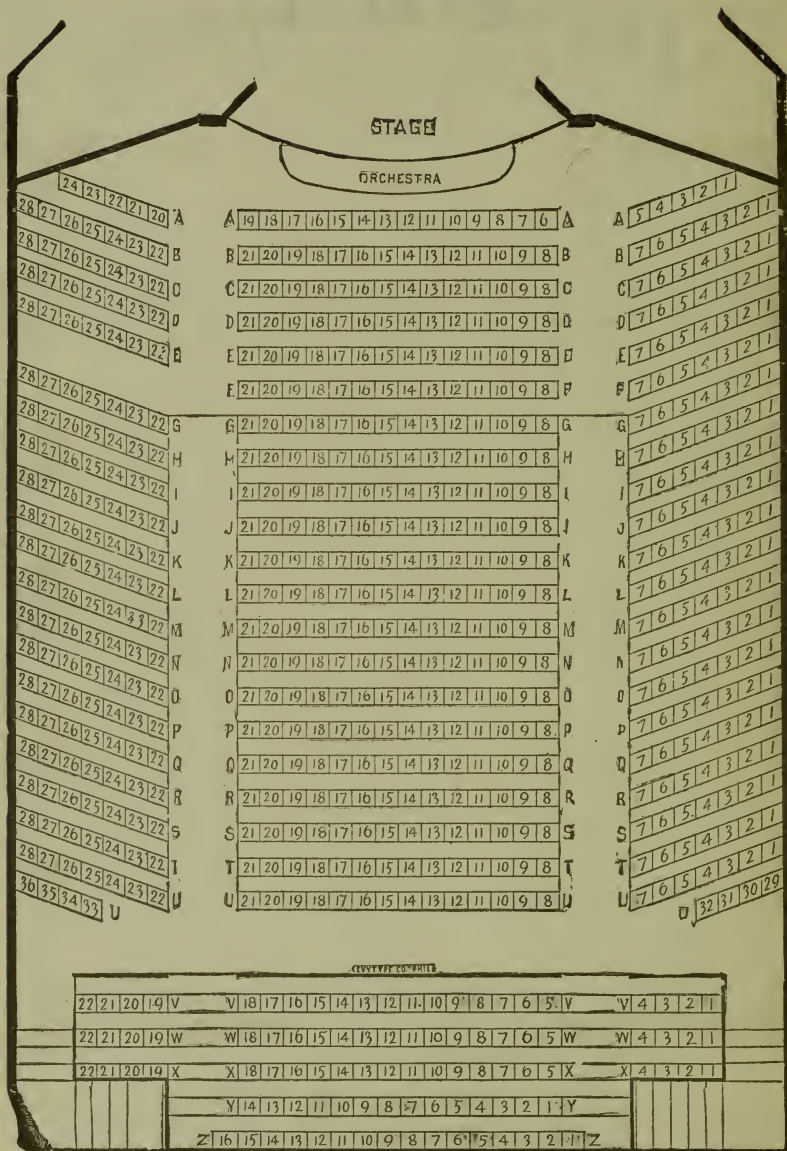 STAGE
ORCHESTRA
24 23 22 21 20 A A 19 18 17 16 15 14 13 12 11 10 9 8 7 6 A A 5 4 3 2 1
28 27 26 25 24 23 22 B B 21 20 19 18 17 16 15 14 13 12 11 10 9 8 B B 7 6 5 4 3 2 1
28 27 26 25 24 23 22 C C 21 20 19 18 17 16 15 14 13 12 11 10 9 8 C C 7 6 5 4 3 2 1
28 27 26 25 24 23 22 D D 21 20 19 18 17 16 15 14 13 12 11 10 9 8 D D 7 6 5 4 3 2 1
28 27 26 25 24 23 22 E E 21 20 19 18 17 16 15 14 13 12 11 10 9 8 E E 7 6 5 4 3 2 1
F 21 20 19 18 17 16 15 14 13 12 11 10 9 8 F F 7 6 5 4 3 2 1
28 27 26 25 24 23 22 G G 21 20 19 18 17 16 15 14 13 12 11 10 9 8 G G 7 6 5 4 3 2 1
28 27 26 25 24 23 22 H H 21 20 19 18 17 16 15 14 13 12 11 10 9 8 H H 7 6 5 4 3 2 1
28 27 26 25 24 23 22 I I 21 20 19 18 17 16 15 14 13 12 11 10 9 8 I I 7 6 5 4 3 2 1
28 27 26 25 24 23 22 J J 21 20 19 18 17 16 15 14 13 12 11 10 9 8 J J 7 6 5 4 3 2 1
28 27 26 25 24 23 22 K K 21 20 19 18 17 16 15 14 13 12 11 10 9 8 K K 7 6 5 4 3 2 1
28 27 26 25 24 23 22 L L 21 20 19 18 17 16 15 14 13 12 11 10 9 8 L L 7 6 5 4 3 2 1
28 27 26 25 24 23 22 M M 21 20 19 18 17 16 15 14 13 12 11 10 9 8 M M 7 6 5 4 3 2 1
28 27 26 25 24 23 22 N N 21 20 19 18 17 16 15 14 13 12 11 10 9 8 N N 7 6 5 4 3 2 1
28 27 26 25 24 23 22 O O 21 20 19 18 17 16 15 14 13 12 11 10 9 8 O O 7 6 5 4 3 2 1
28 27 26 25 24 23 22 P P 21 20 19 18 17 16 15 14 13 12 11 10 9 8 P P 7 6 5 4 3 2 1
28 27 26 25 24 23 22 Q Q 21 20 19 18 17 16 15 14 13 12 11 10 9 8 Q Q 7 6 5 4 3 2 1
28 27 26 25 24 23 22 R R 21 20 19 18 17 16 15 14 13 12 11 10 9 8 R R 7 6 5 4 3 2 1
28 27 26 25 24 23 22 S S 21 20 19 18 17 16 15 14 13 12 11 10 9 8 S S 7 6 5 4 3 2 1
28 27 26 25 24 23 22 T T 21 20 19 18 17 16 15 14 13 12 11 10 9 8 T T 7 6 5 4 3 2 1
28 27 26 25 24 23 22 U U 21 20 19 18 17 16 15 14 13 12 11 10 9 8 U U 7 6 5 4 3 2 1
36 35 34 33 U U 32 31 30 29
LEVYTYPE CO. PHILA
22 21 20 19 V V 18 17 16 15 14 13 12 11 10 9 8 7 6 5 V V 4 3 2 1
22 21 20 19 W W 18 17 16 15 14 13 12 11 10 9 8 7 6 5 W W 4 3 2 1
22 21 20 19 X X 18 17 16 15 14 13 12 11 10 9 8 7 6 5 X X 4 3 2 1
Y 14 13 12 11 10 9 8 7 6 5 4 3 2 1 Y
Z 16 15 14 13 12 11 10 9 8 7 6 5 4 3 2 1 Z